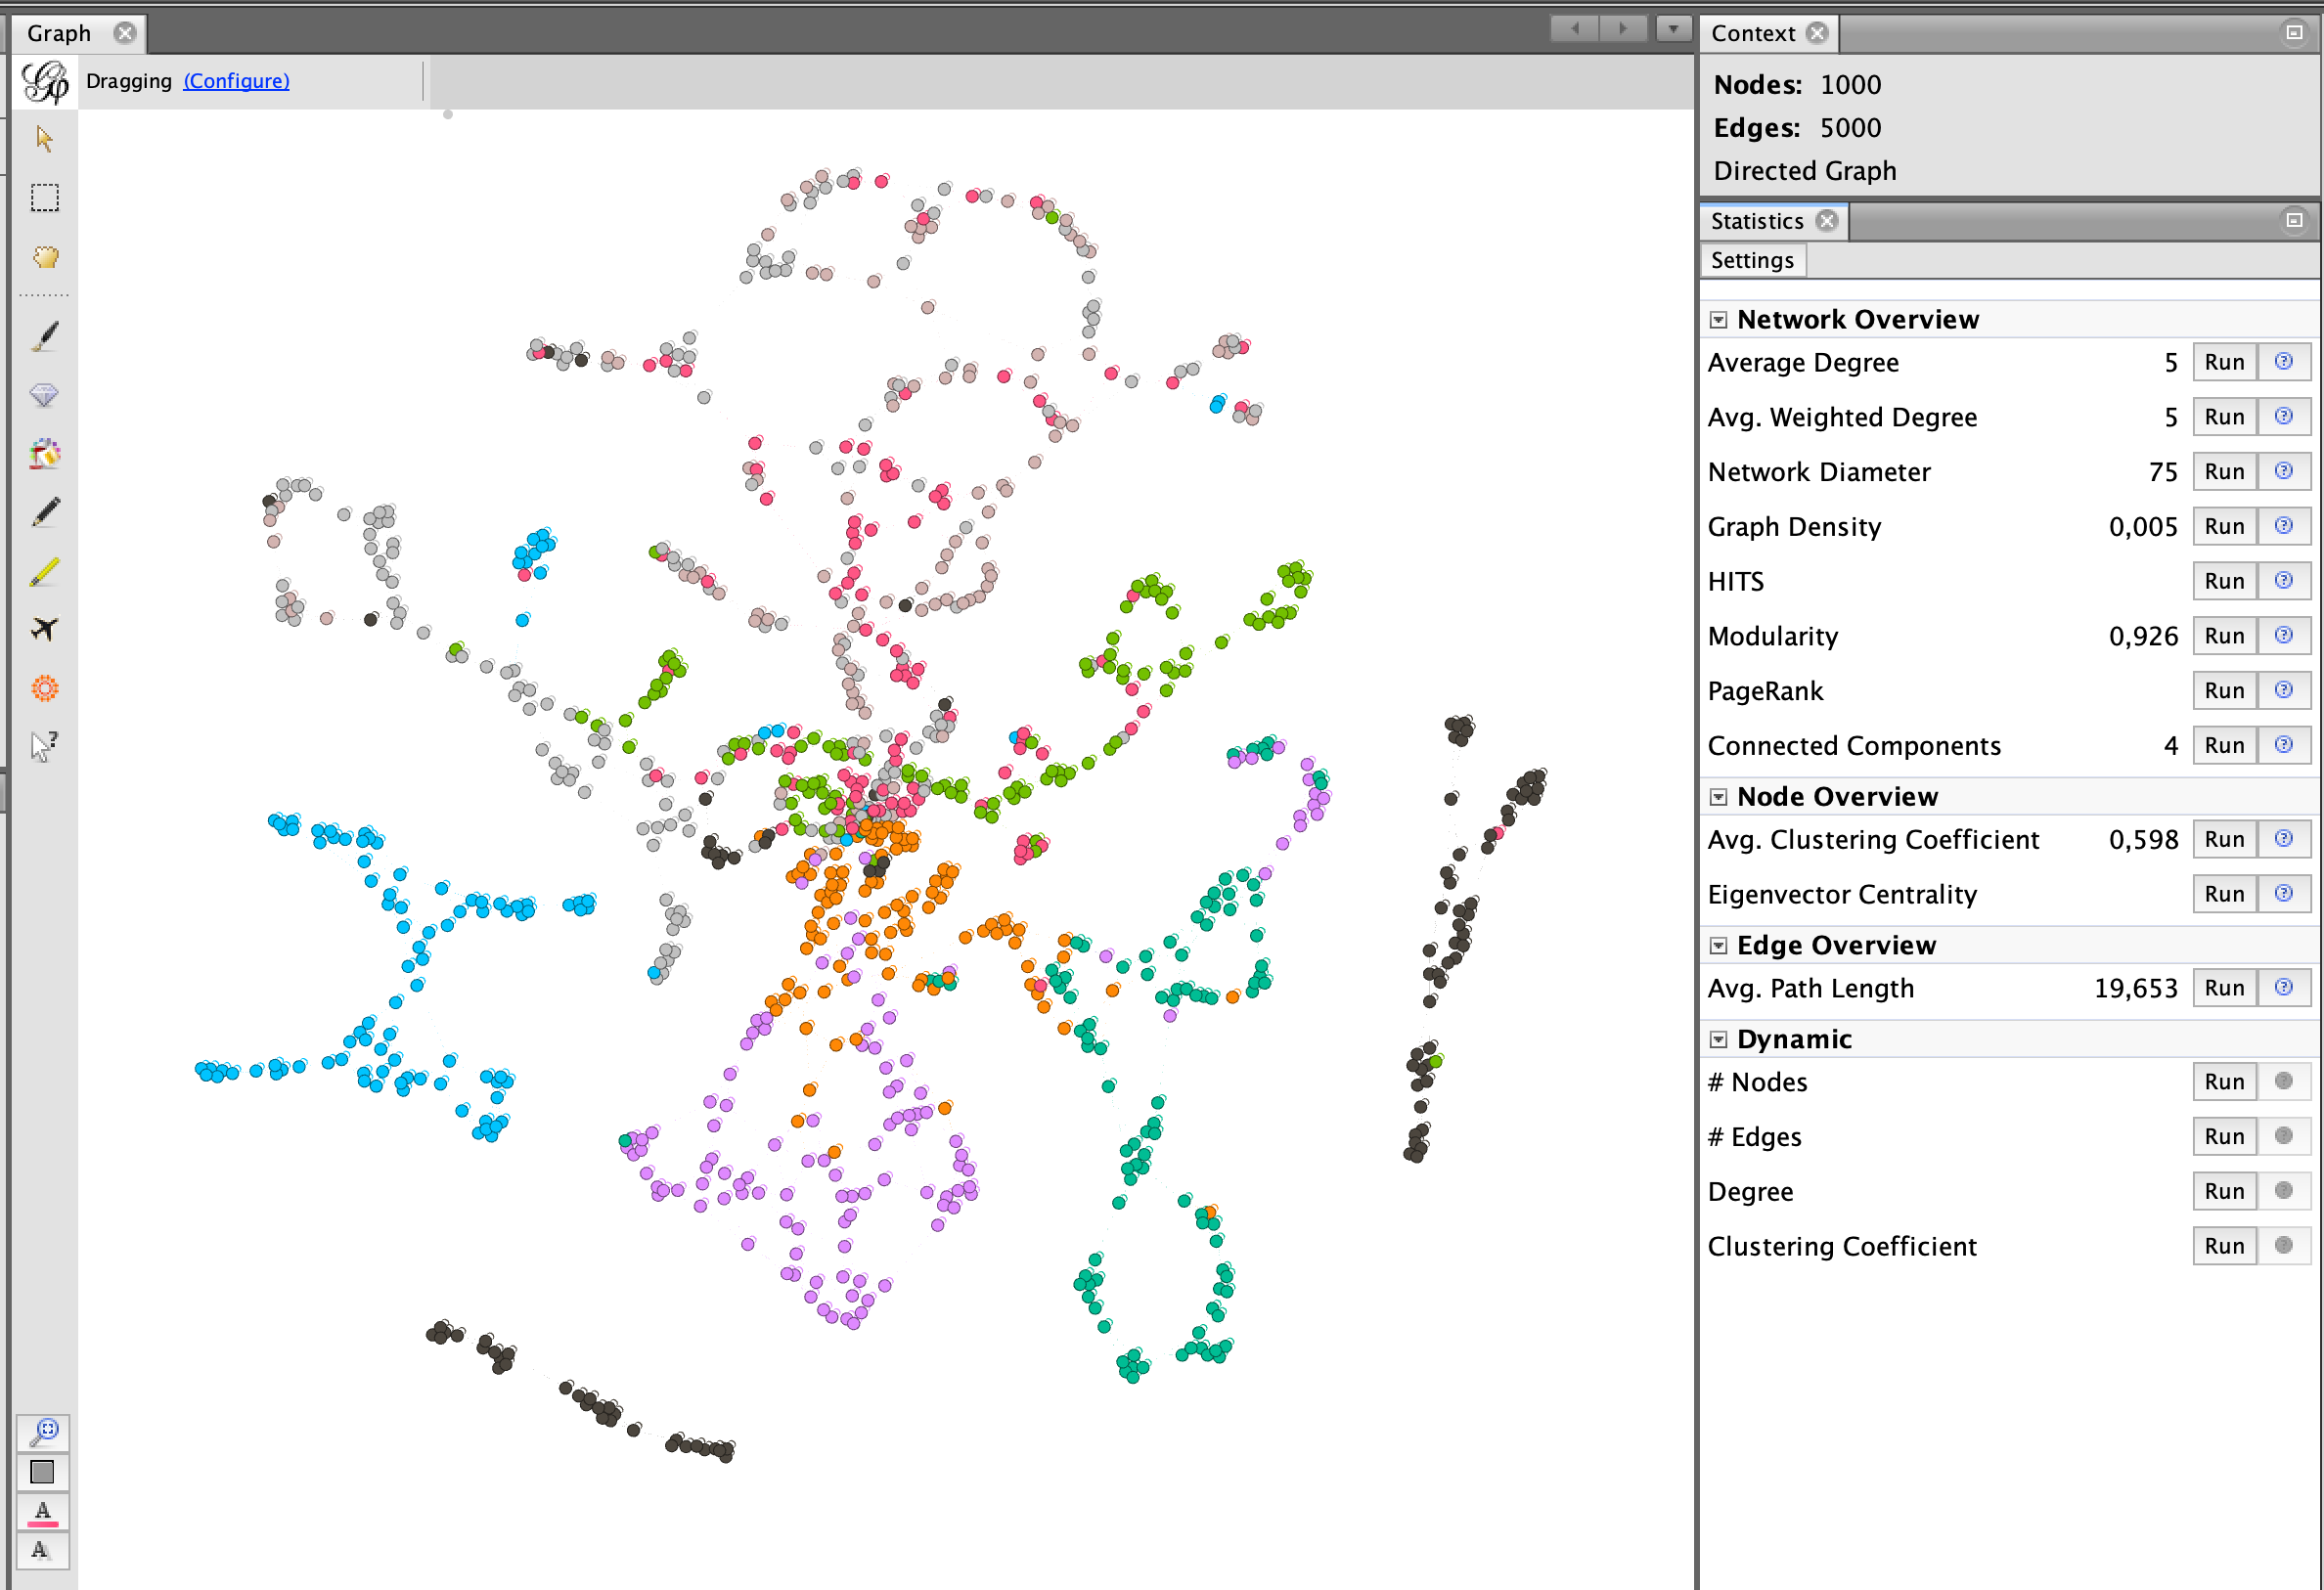 Graph
Dragging (Configure)
Context
Nodes: 1000
Edges: 5000
Directed Graph
Statistics
Settings
Network Overview
Average Degree 5 Run
Avg. Weighted Degree 5 Run
Network Diameter 75 Run
Graph Density 0,005 Run
HITS Run
Modularity 0,926 Run
PageRank Run
Connected Components 4 Run
Node Overview
Avg. Clustering Coefficient 0,598 Run
Eigenvector Centrality Run
Edge Overview
Avg. Path Length 19,653 Run
Dynamic
# Nodes Run
# Edges Run
Degree Run
Clustering Coefficient Run
A
A